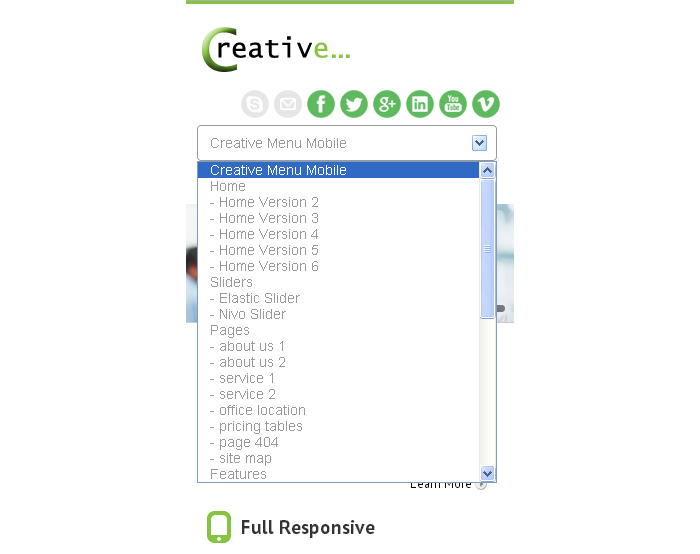 Creative...
Creative Menu Mobile
Creative Menu Mobile
Home
- Home Version 2
- Home Version 3
- Home Version 4
- Home Version 5
- Home Version 6
Sliders
- Elastic Slider
- Nivo Slider
Pages
- about us 1
- about us 2
- service 1
- service 2
- office location
- pricing tables
- page 404
- site map
Features
Learn More
Full Responsive